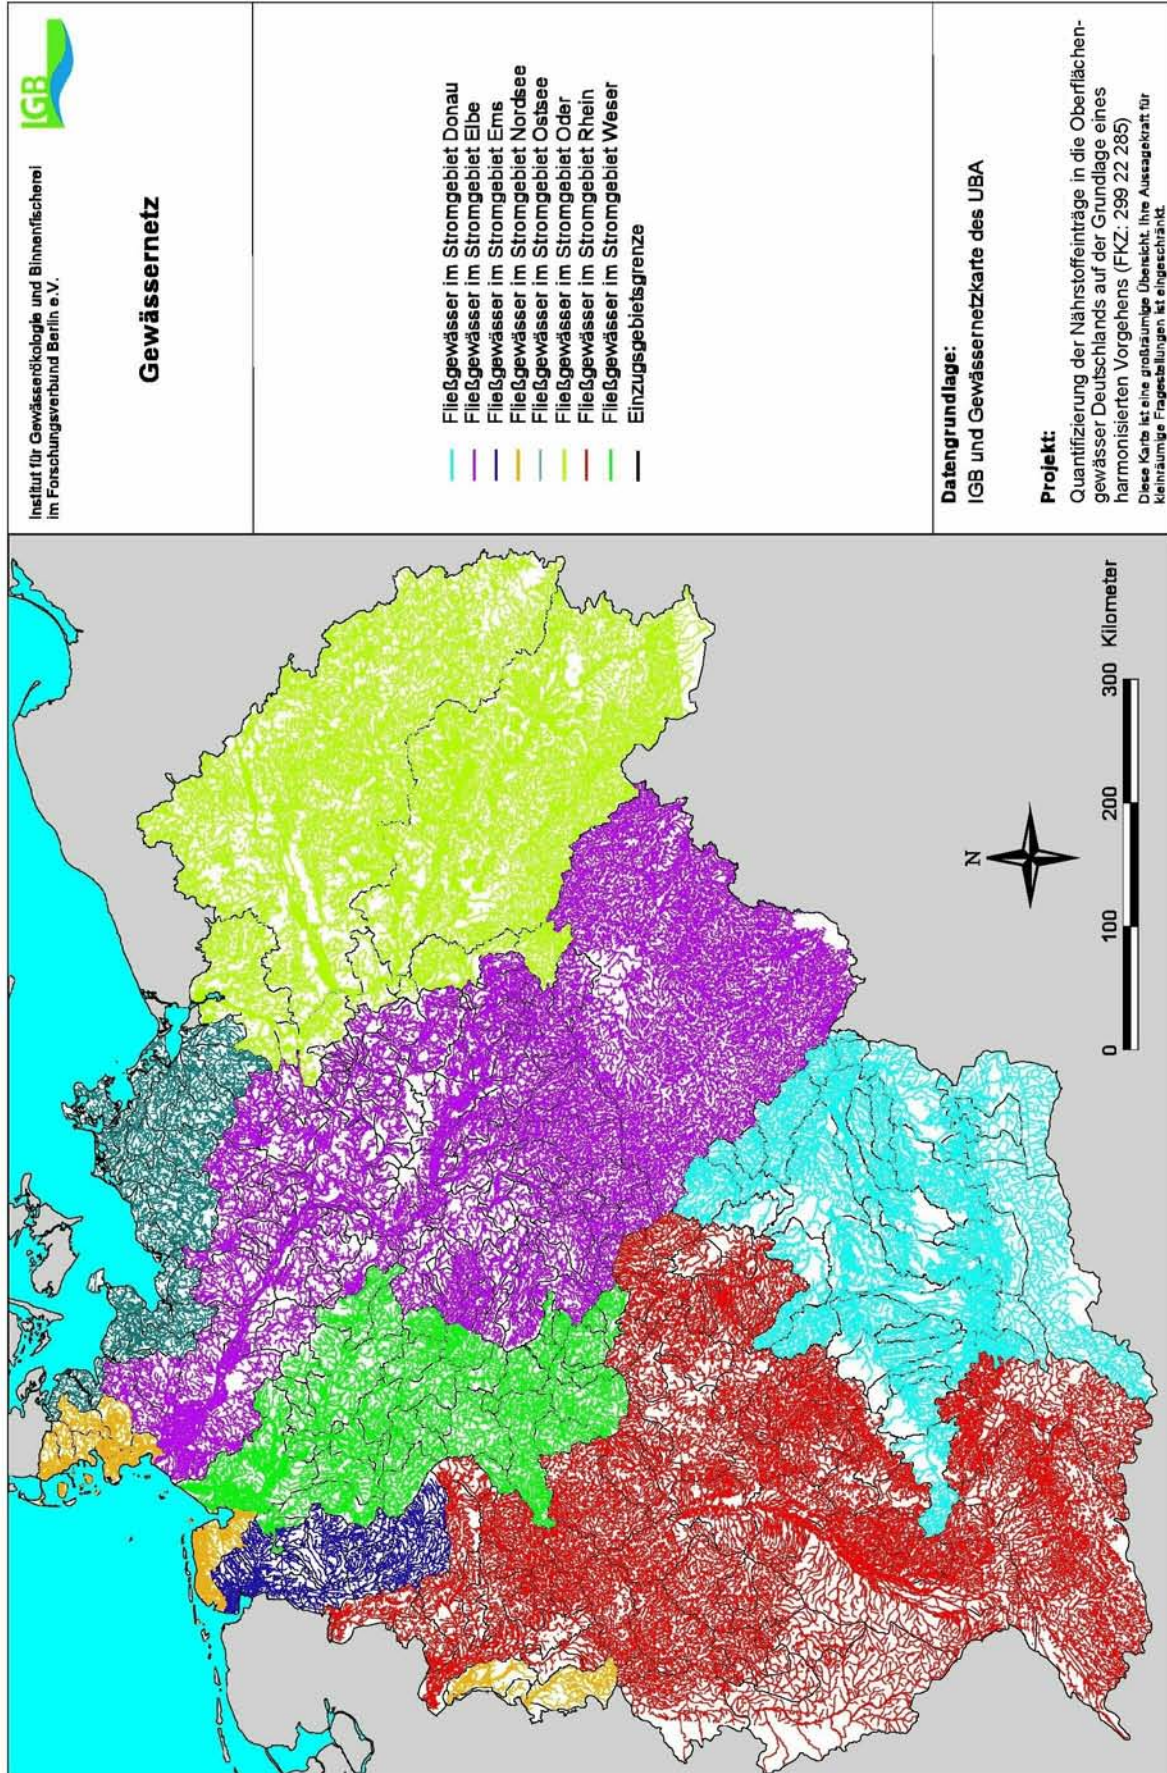 IGB
Institut für Gewässerökologie und Binnenfischerei
im Forschungsverbund Berlin e.V.
Gewässernetz
Fließgewässer im Stromgebiet Donau
Fließgewässer im Stromgebiet Elbe
Fließgewässer im Stromgebiet Ems
Fließgewässer im Stromgebiet Nordsee
Fließgewässer im Stromgebiet Ostsee
Fließgewässer im Stromgebiet Oder
Fließgewässer im Stromgebiet Rhein
Fließgewässer im Stromgebiet Weser
Einzugsgebietsgrenze
Datengrundlage:
IGB und Gewässernetzkarte des UBA
Projekt:
Quantifizierung der Nährstoffeinträge in die Oberflächen-
gewässer Deutschlands auf der Grundlage eines
harmonisierten Vorgehens (FKZ: 299 22 285)
Diese Karte ist eine großräumige Übersicht. Ihre Aussagekraft für
kleinräumige Fragestellungen ist eingeschränkt.
N
0 100 200 300 Kilometer